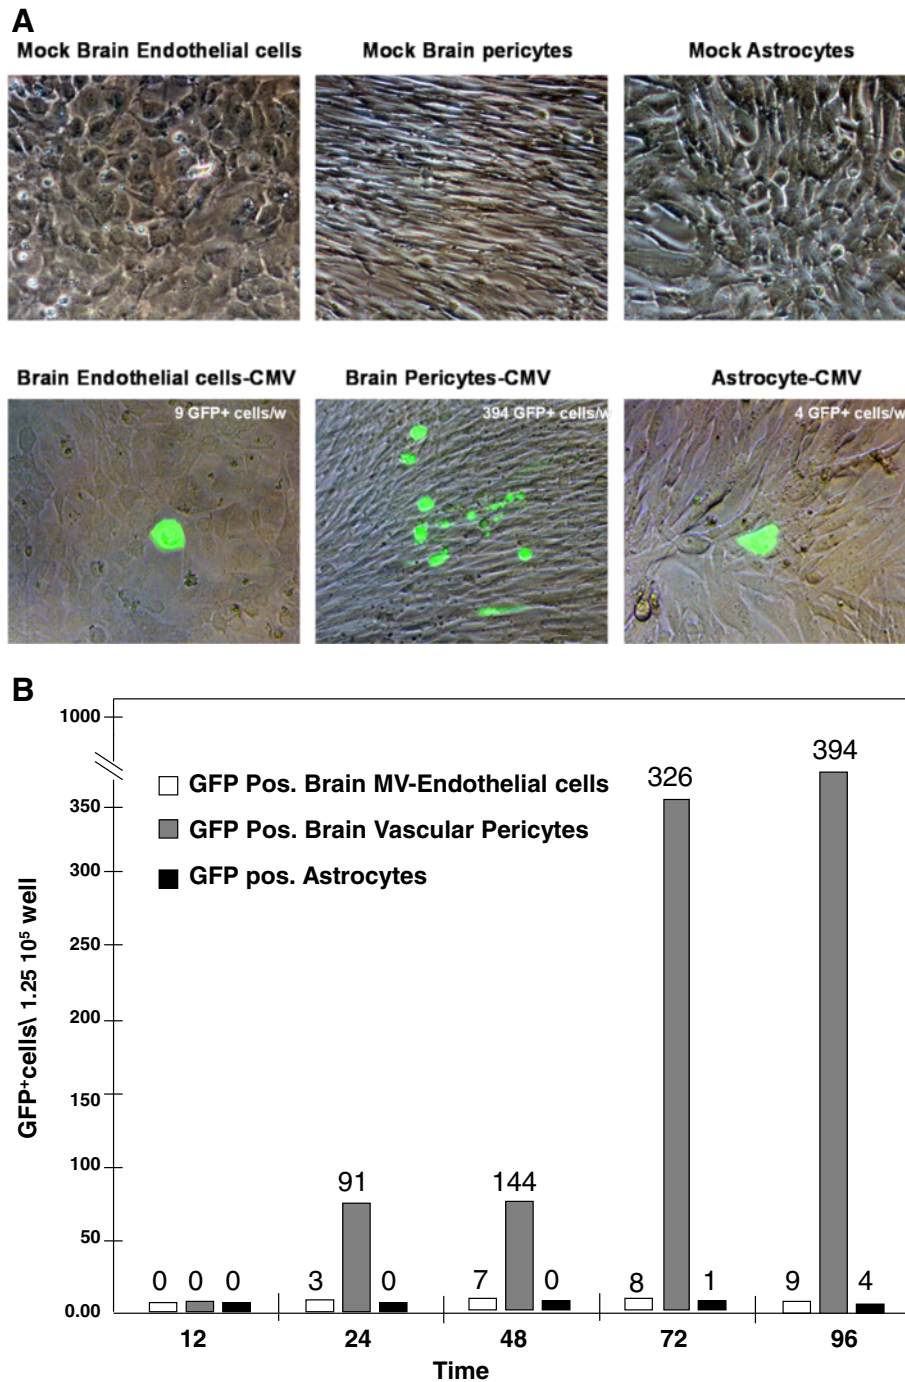 A
Mock Brain Endothelial cells
Mock Brain pericytes
Mock Astrocytes
Brain Endothelial cells-CMV
Brain Pericytes-CMV
Astrocyte-CMV
9 GFP+ cells/w
394 GFP+ cells/w
4 GFP+ cells/w
B
1000
350
300
250
200
150
100
50
0.00
GFP⁺cells\ 1.25 10⁵ well
GFP Pos. Brain MV-Endothelial cells
GFP Pos. Brain Vascular Pericytes
GFP pos. Astrocytes
0 0 0
3 91 0
7 144 0
8 326 1
9 394 4
12 24 48 72 96
Time